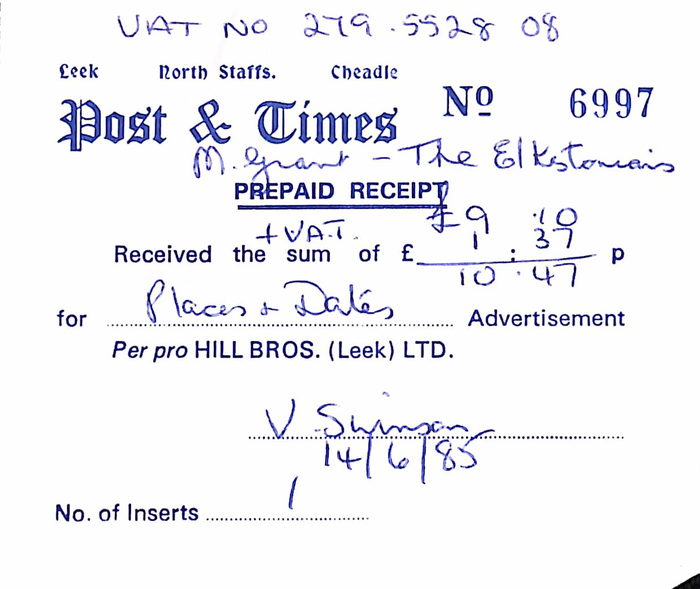 VAT NO 279.5528 08
Leek North Staffs. Cheadle
Post & Times Nº 6997
M. Grant - The Elkstonians
PREPAID RECEIPT
£9 .10
+ VAT. 1 : 37
Received the sum of £ p
10.47
for Places + Dates Advertisement
Per pro HILL BROS. (Leek) LTD.
V. Swinson
14/6/85
No. of Inserts 1